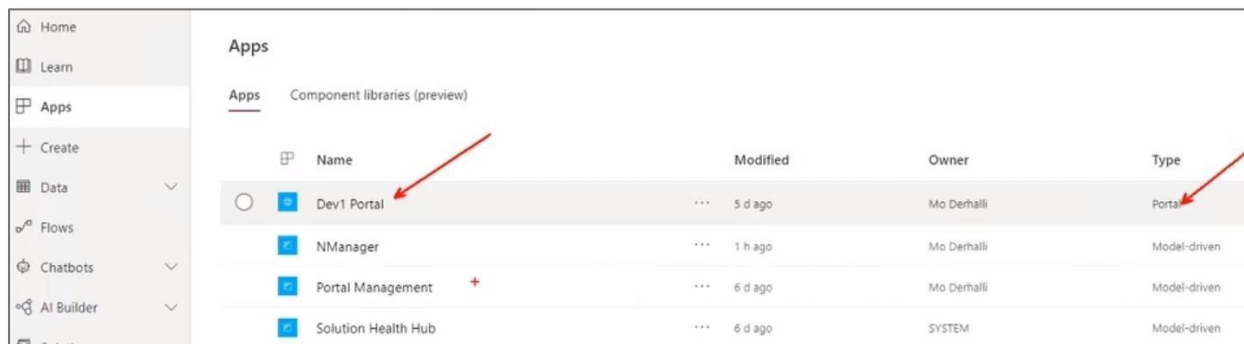 Home
Learn
Apps
Create
Data
Flows
Chatbots
AI Builder
Apps
Apps Component libraries (preview)
Name Modified Owner Type
Dev1 Portal ... 5 d ago Mo Derhalli Portal
NManager ... 1 h ago Mo Derhalli Model-driven
Portal Management ... 6 d ago Mo Derhalli Model-driven
Solution Health Hub ... 6 d ago SYSTEM Model-driven